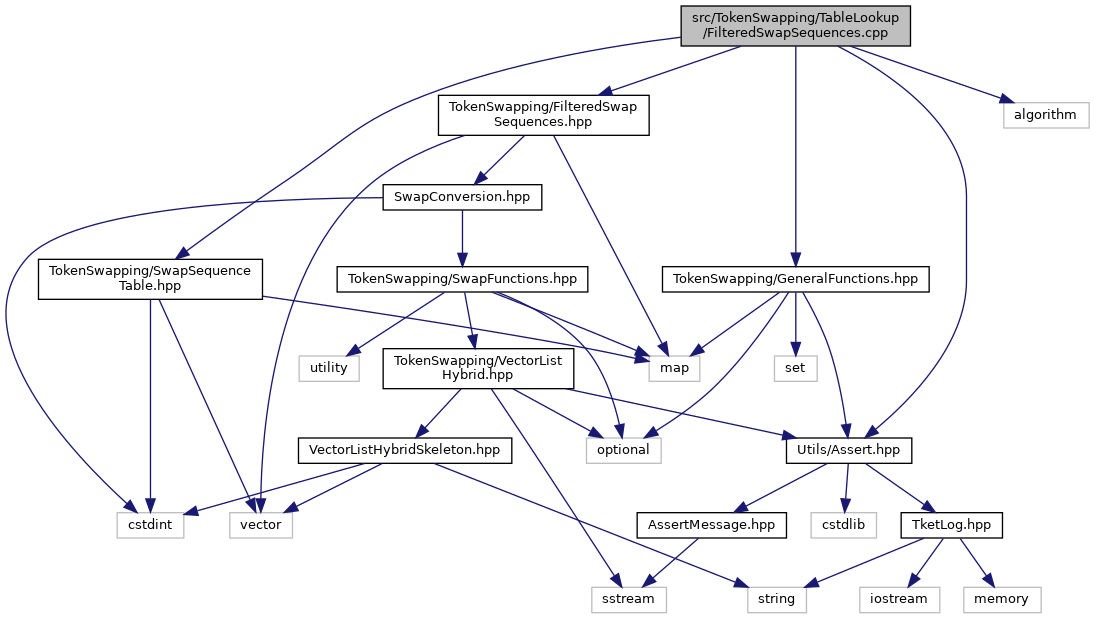 src/TokenSwapping/TableLookup
/FilteredSwapSequences.cpp
TokenSwapping/FilteredSwap
Sequences.hpp
algorithm
SwapConversion.hpp
TokenSwapping/SwapSequence
Table.hpp
TokenSwapping/SwapFunctions.hpp
TokenSwapping/GeneralFunctions.hpp
utility
TokenSwapping/VectorList
Hybrid.hpp
map
set
VectorListHybridSkeleton.hpp
optional
Utils/Assert.hpp
cstdint
vector
AssertMessage.hpp
cstdlib
TketLog.hpp
sstream
string
iostream
memory